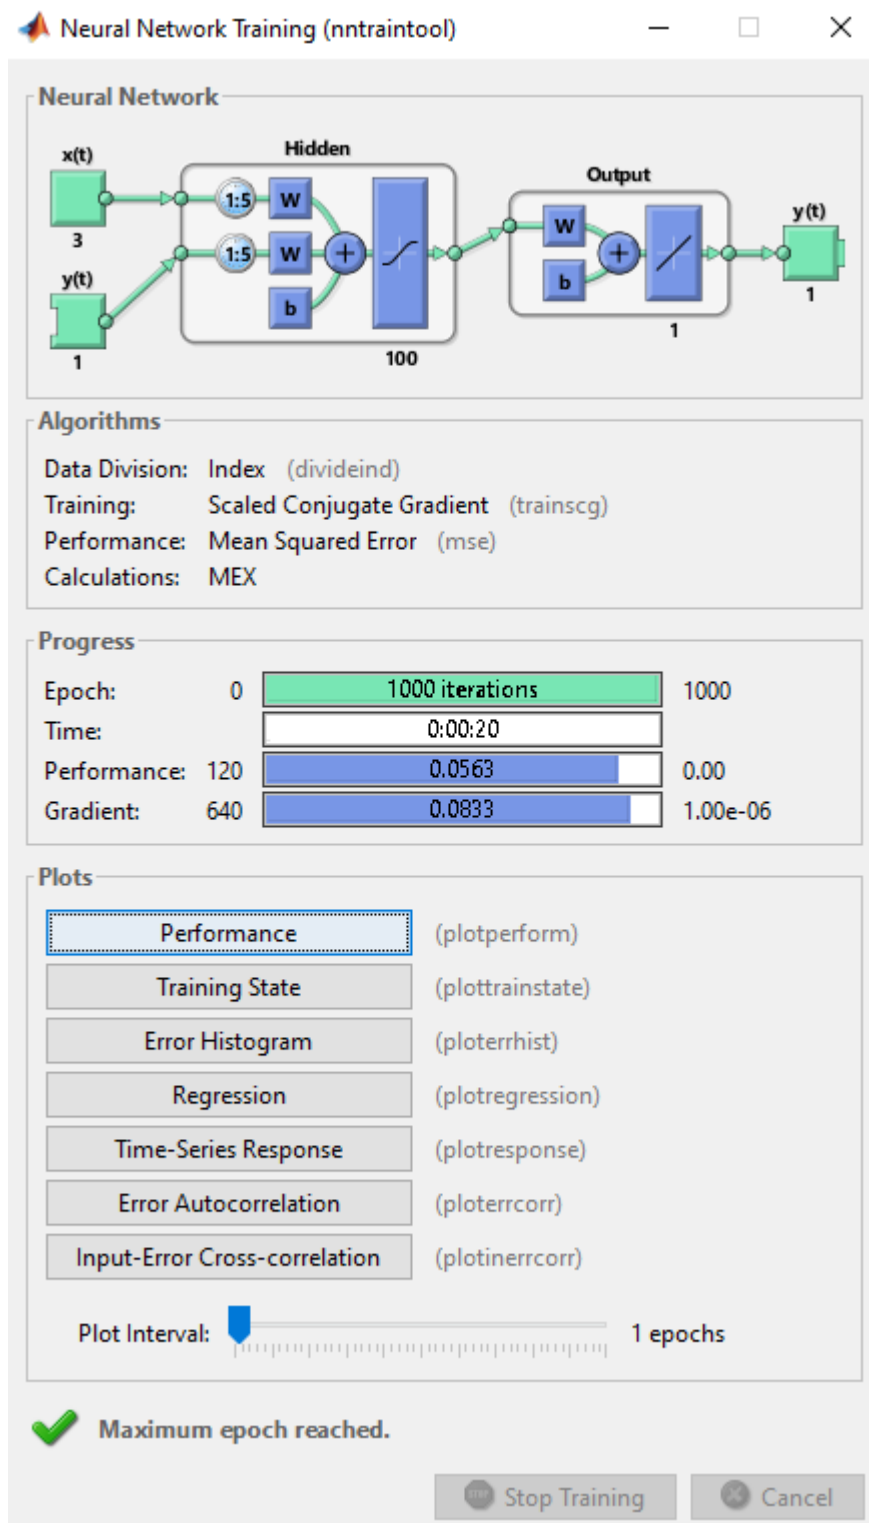 Neural Network Training (nntraintool)
Neural Network
Hidden
x(t)
Output
1:5 W
W
y(t)
3
1:5 W
+
+
y(t)
b
b
1
1
1
100
Algorithms
Data Division: Index (divideind)
Training: Scaled Conjugate Gradient (trainscg)
Performance: Mean Squared Error (mse)
Calculations: MEX
Progress
Epoch: 0 1000 iterations 1000
Time: 0:00:20
Performance: 120 0.0563 0.00
Gradient: 640 0.0833 1.00e-06
Plots
Performance (plotperform)
Training State (plottrainstate)
Error Histogram (ploterrhist)
Regression (plotregression)
Time-Series Response (plotresponse)
Error Autocorrelation (ploterrcorr)
Input-Error Cross-correlation (plotinerrcorr)
Plot Interval: 1 epochs
Maximum epoch reached.
STOP Stop Training Cancel